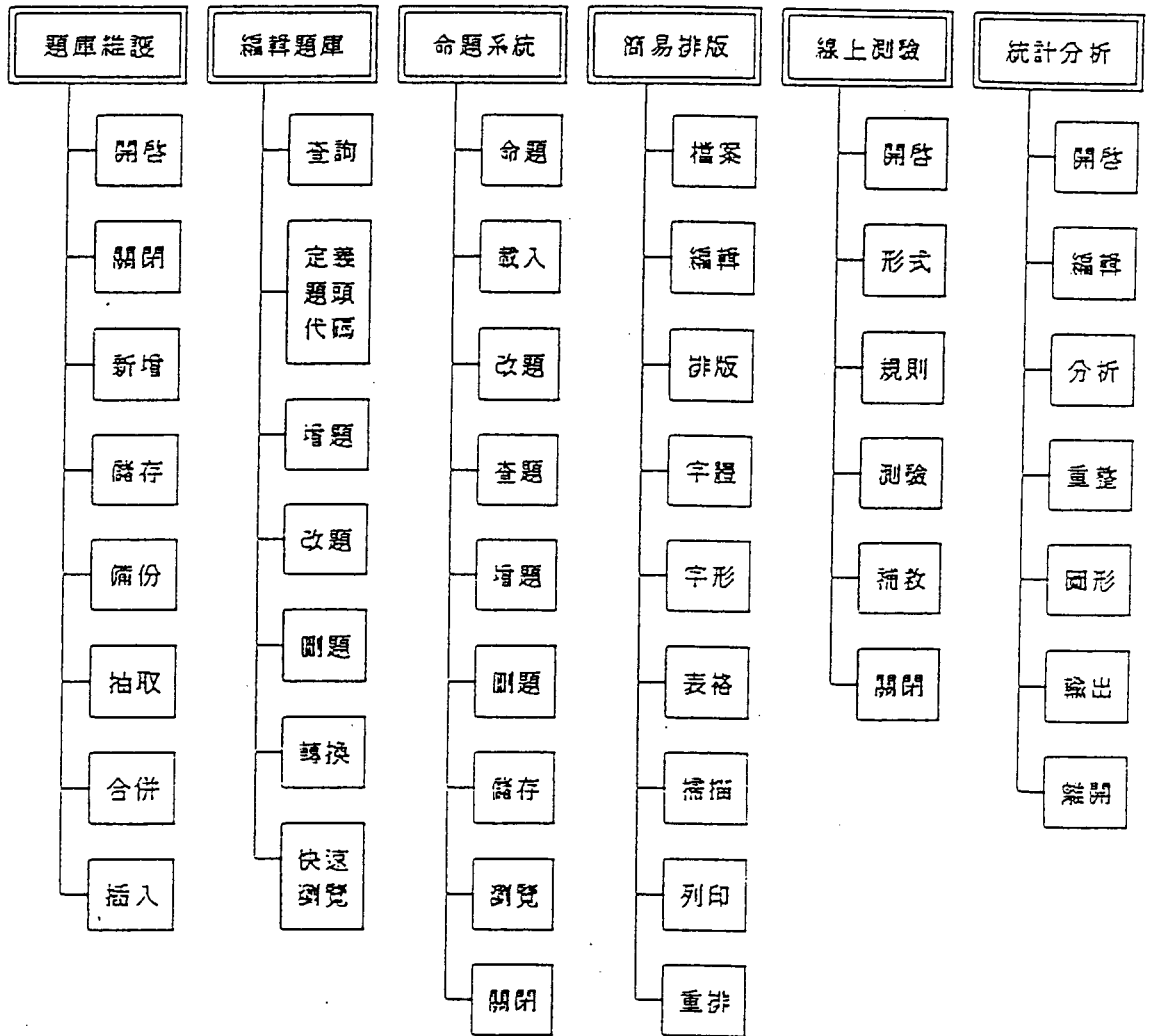 題庫維護
開啓
關閉
新增
儲存
備份
抽取
合併
插入
編輯題庫
查詢
定義
題頭
代碼
增題
改題
刪題
轉換
快速
瀏覽
命題系統
命題
載入
改題
查題
增題
刪題
儲存
瀏覽
關閉
簡易排版
檔案
編輯
排版
字體
字形
表格
掃描
列印
重排
線上測驗
開啓
形式
規則
測驗
補救
關閉
統計分析
開啓
編輯
分析
重整
圖形
輸出
離開